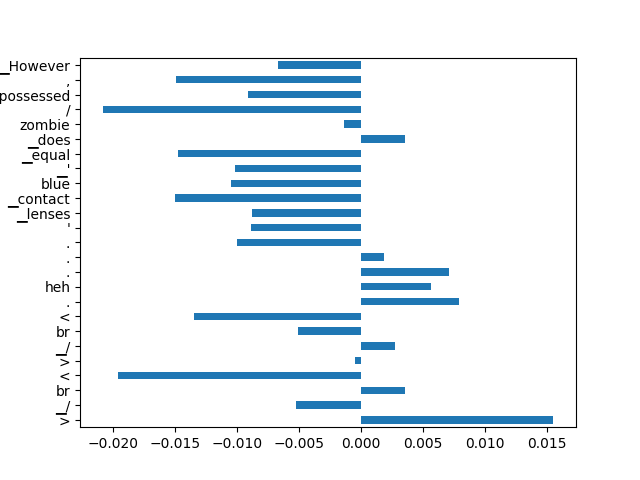 ▁However
,
possessed
/
zombie
▁does
▁equal
▁'
blue
▁contact
▁lenses
'
.
.
.
heh
.
<
br
▁/
>
<
br
▁/
>
−0.020 −0.015 −0.010 −0.005 0.000 0.005 0.010 0.015